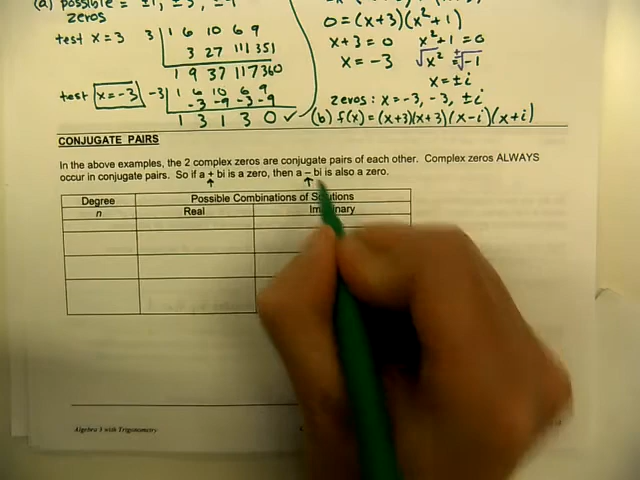 (a) possible = ±1, ±3, ±9
zeros
test x=3 3| 1 6 10 6 9
3 27 111 351
1 9 37 117 360
test x=-3 -3| 1 6 10 6 9
-3 -9 -3 -9
1 3 1 3 0 ✓
0=(x+3)(x²+1)
x+3=0 x²+1=0
x=-3 √x² = ±√-1
x=±i
zeros: x=-3, -3, ±i
(b) f(x)=(x+3)(x+3)(x-i)(x+i)
CONJUGATE PAIRS
In the above examples, the 2 complex zeros are conjugate pairs of each other. Complex zeros ALWAYS
occur in conjugate pairs. So if a + bi is a zero, then a – bi is also a zero.
Degree Possible Combinations of Solutions
n Real Imaginary
Algebra 3 with Trigonometry